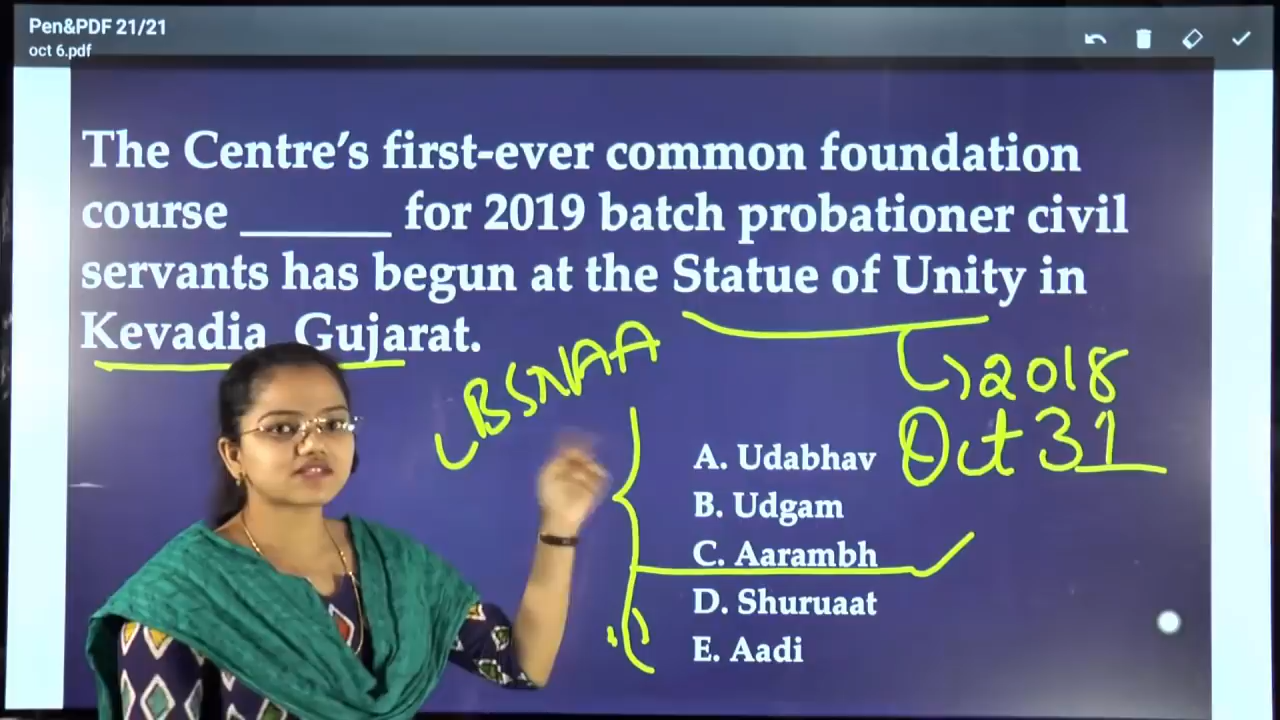 Pen&PDF 21/21
oct 6.pdf
The Centre's first-ever common foundation
course ______ for 2019 batch probationer civil
servants has begun at the Statue of Unity in
Kevadia, Gujarat.
BSNAA
2018
Oct 31
A. Udabhav
B. Udgam
C. Aarambh
D. Shuruaat
E. Aadi